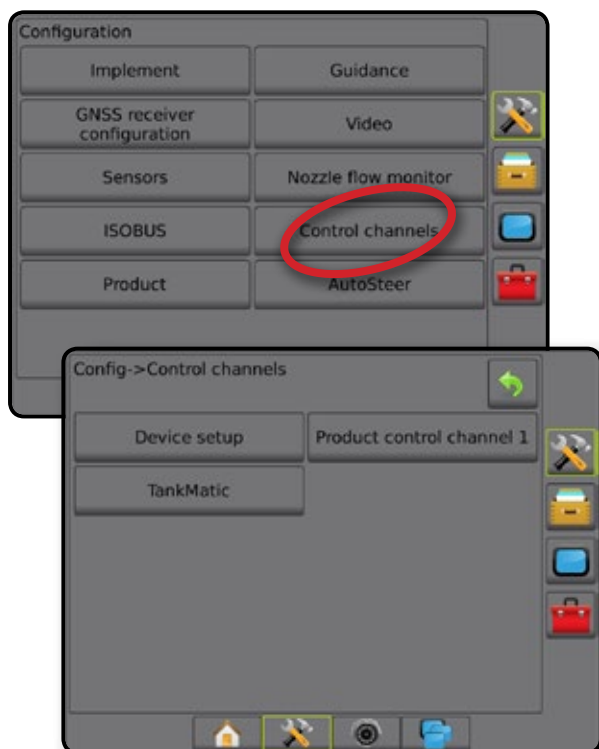 Configuration
Implement
Guidance
GNSS receiver
configuration
Video
Sensors
Nozzle flow monitor
ISOBUS
Control channels
Product
AutoSteer
Config->Control channels
Device setup
Product control channel 1
TankMatic